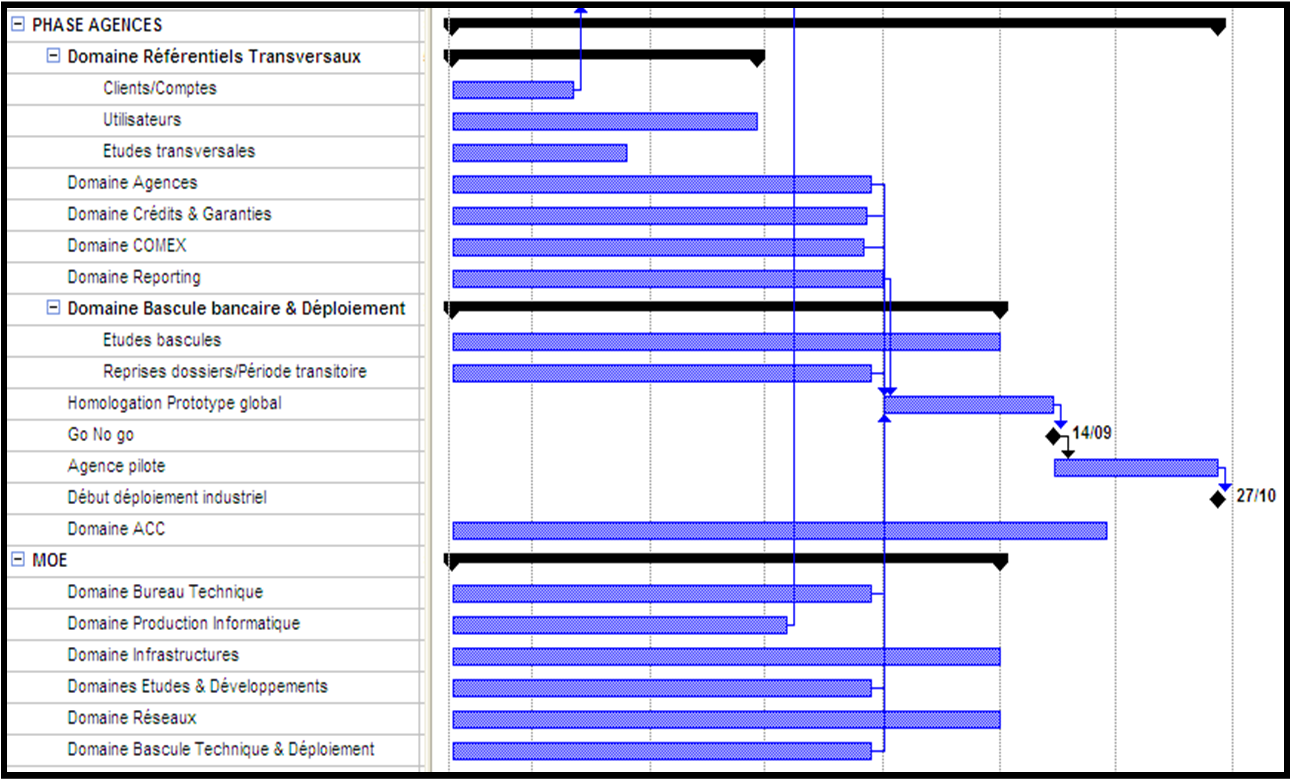 PHASE AGENCES
Domaine Référentiels Transversaux
Clients/Comptes
Utilisateurs
Etudes transversales
Domaine Agences
Domaine Crédits & Garanties
Domaine COMEX
Domaine Reporting
Domaine Bascule bancaire & Déploiement
Etudes bascules
Reprises dossiers/Période transitoire
Homologation Prototype global
Go No go
14/09
Agence pilote
Début déploiement industriel
27/10
Domaine ACC
MOE
Domaine Bureau Technique
Domaine Production Informatique
Domaine Infrastructures
Domaines Etudes & Développements
Domaine Réseaux
Domaine Bascule Technique & Déploiement